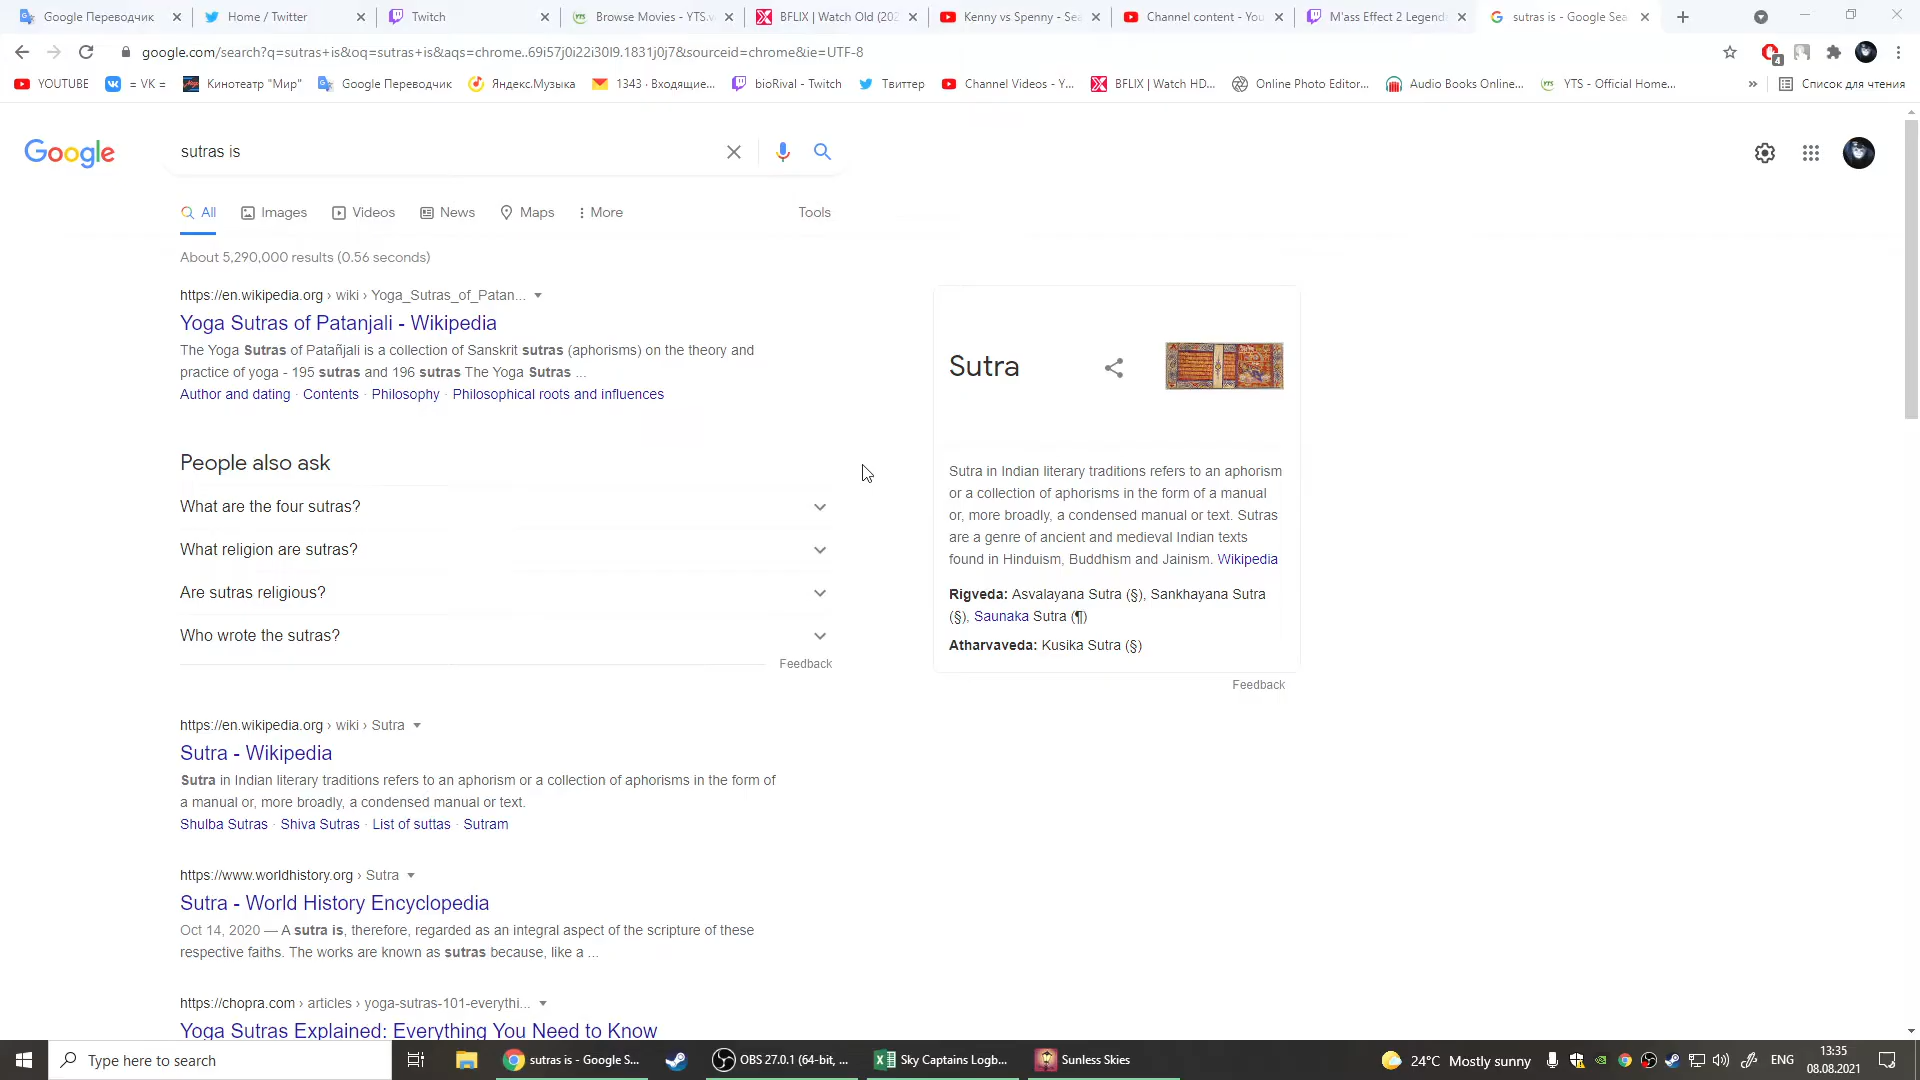 Google Переводчик
Home / Twitter
Twitch
Browse Movies - YTS.
BFLIX | Watch Old (202
Kenny vs Spenny - Sea
Channel content - You
M'ass Effect 2 Legend
sutras is - Google Sea
google.com/search?q=sutras+is&oq=sutras+is&aqs=chrome..69i57j0i22i30l9.1831j0j7&sourceid=chrome&ie=UTF-8
4
YOUTUBE
= VK =
Кинотеатр "Мир"
Google Переводчик
Яндекс.Музыка
1343 · Входящие...
bioRival - Twitch
Твиттер
Channel Videos - Y...
BFLIX | Watch HD...
Online Photo Editor...
Audio Books Online...
YTS - Official Home...
»
Список для чтения
Google
sutras is
All
Images
Videos
News
Maps
More
Tools
About 5,290,000 results (0.56 seconds)
https://en.wikipedia.org › wiki › Yoga_Sutras_of_Patan...
Yoga Sutras of Patanjali - Wikipedia
The Yoga Sutras of Patañjali is a collection of Sanskrit sutras (aphorisms) on the theory and
practice of yoga - 195 sutras and 196 sutras The Yoga Sutras ...
Author and dating · Contents · Philosophy · Philosophical roots and influences
People also ask
What are the four sutras?
What religion are sutras?
Are sutras religious?
Who wrote the sutras?
Feedback
https://en.wikipedia.org › wiki › Sutra
Sutra - Wikipedia
Sutra in Indian literary traditions refers to an aphorism or a collection of aphorisms in the form of
a manual or, more broadly, a condensed manual or text.
Shulba Sutras · Shiva Sutras · List of suttas · Sutram
https://www.worldhistory.org › Sutra
Sutra - World History Encyclopedia
Oct 14, 2020 — A sutra is, therefore, regarded as an integral aspect of the scripture of these
respective faiths. The works are known as sutras because, like a ...
https://chopra.com › articles › yoga-sutras-101-everythi...
Yoga Sutras Explained: Everything You Need to Know
Sutra
Sutra in Indian literary traditions refers to an aphorism
or a collection of aphorisms in the form of a manual
or, more broadly, a condensed manual or text. Sutras
are a genre of ancient and medieval Indian texts
found in Hinduism, Buddhism and Jainism. Wikipedia
Rigveda: Asvalayana Sutra (§), Sankhayana Sutra
(§), Saunaka Sutra (¶)
Atharvaveda: Kusika Sutra (§)
Feedback
Type here to search
sutras is - Google S...
OBS 27.0.1 (64-bit, ...
Sky Captains Logb...
Sunless Skies
24°C Mostly sunny
ENG
13:35
08.08.2021